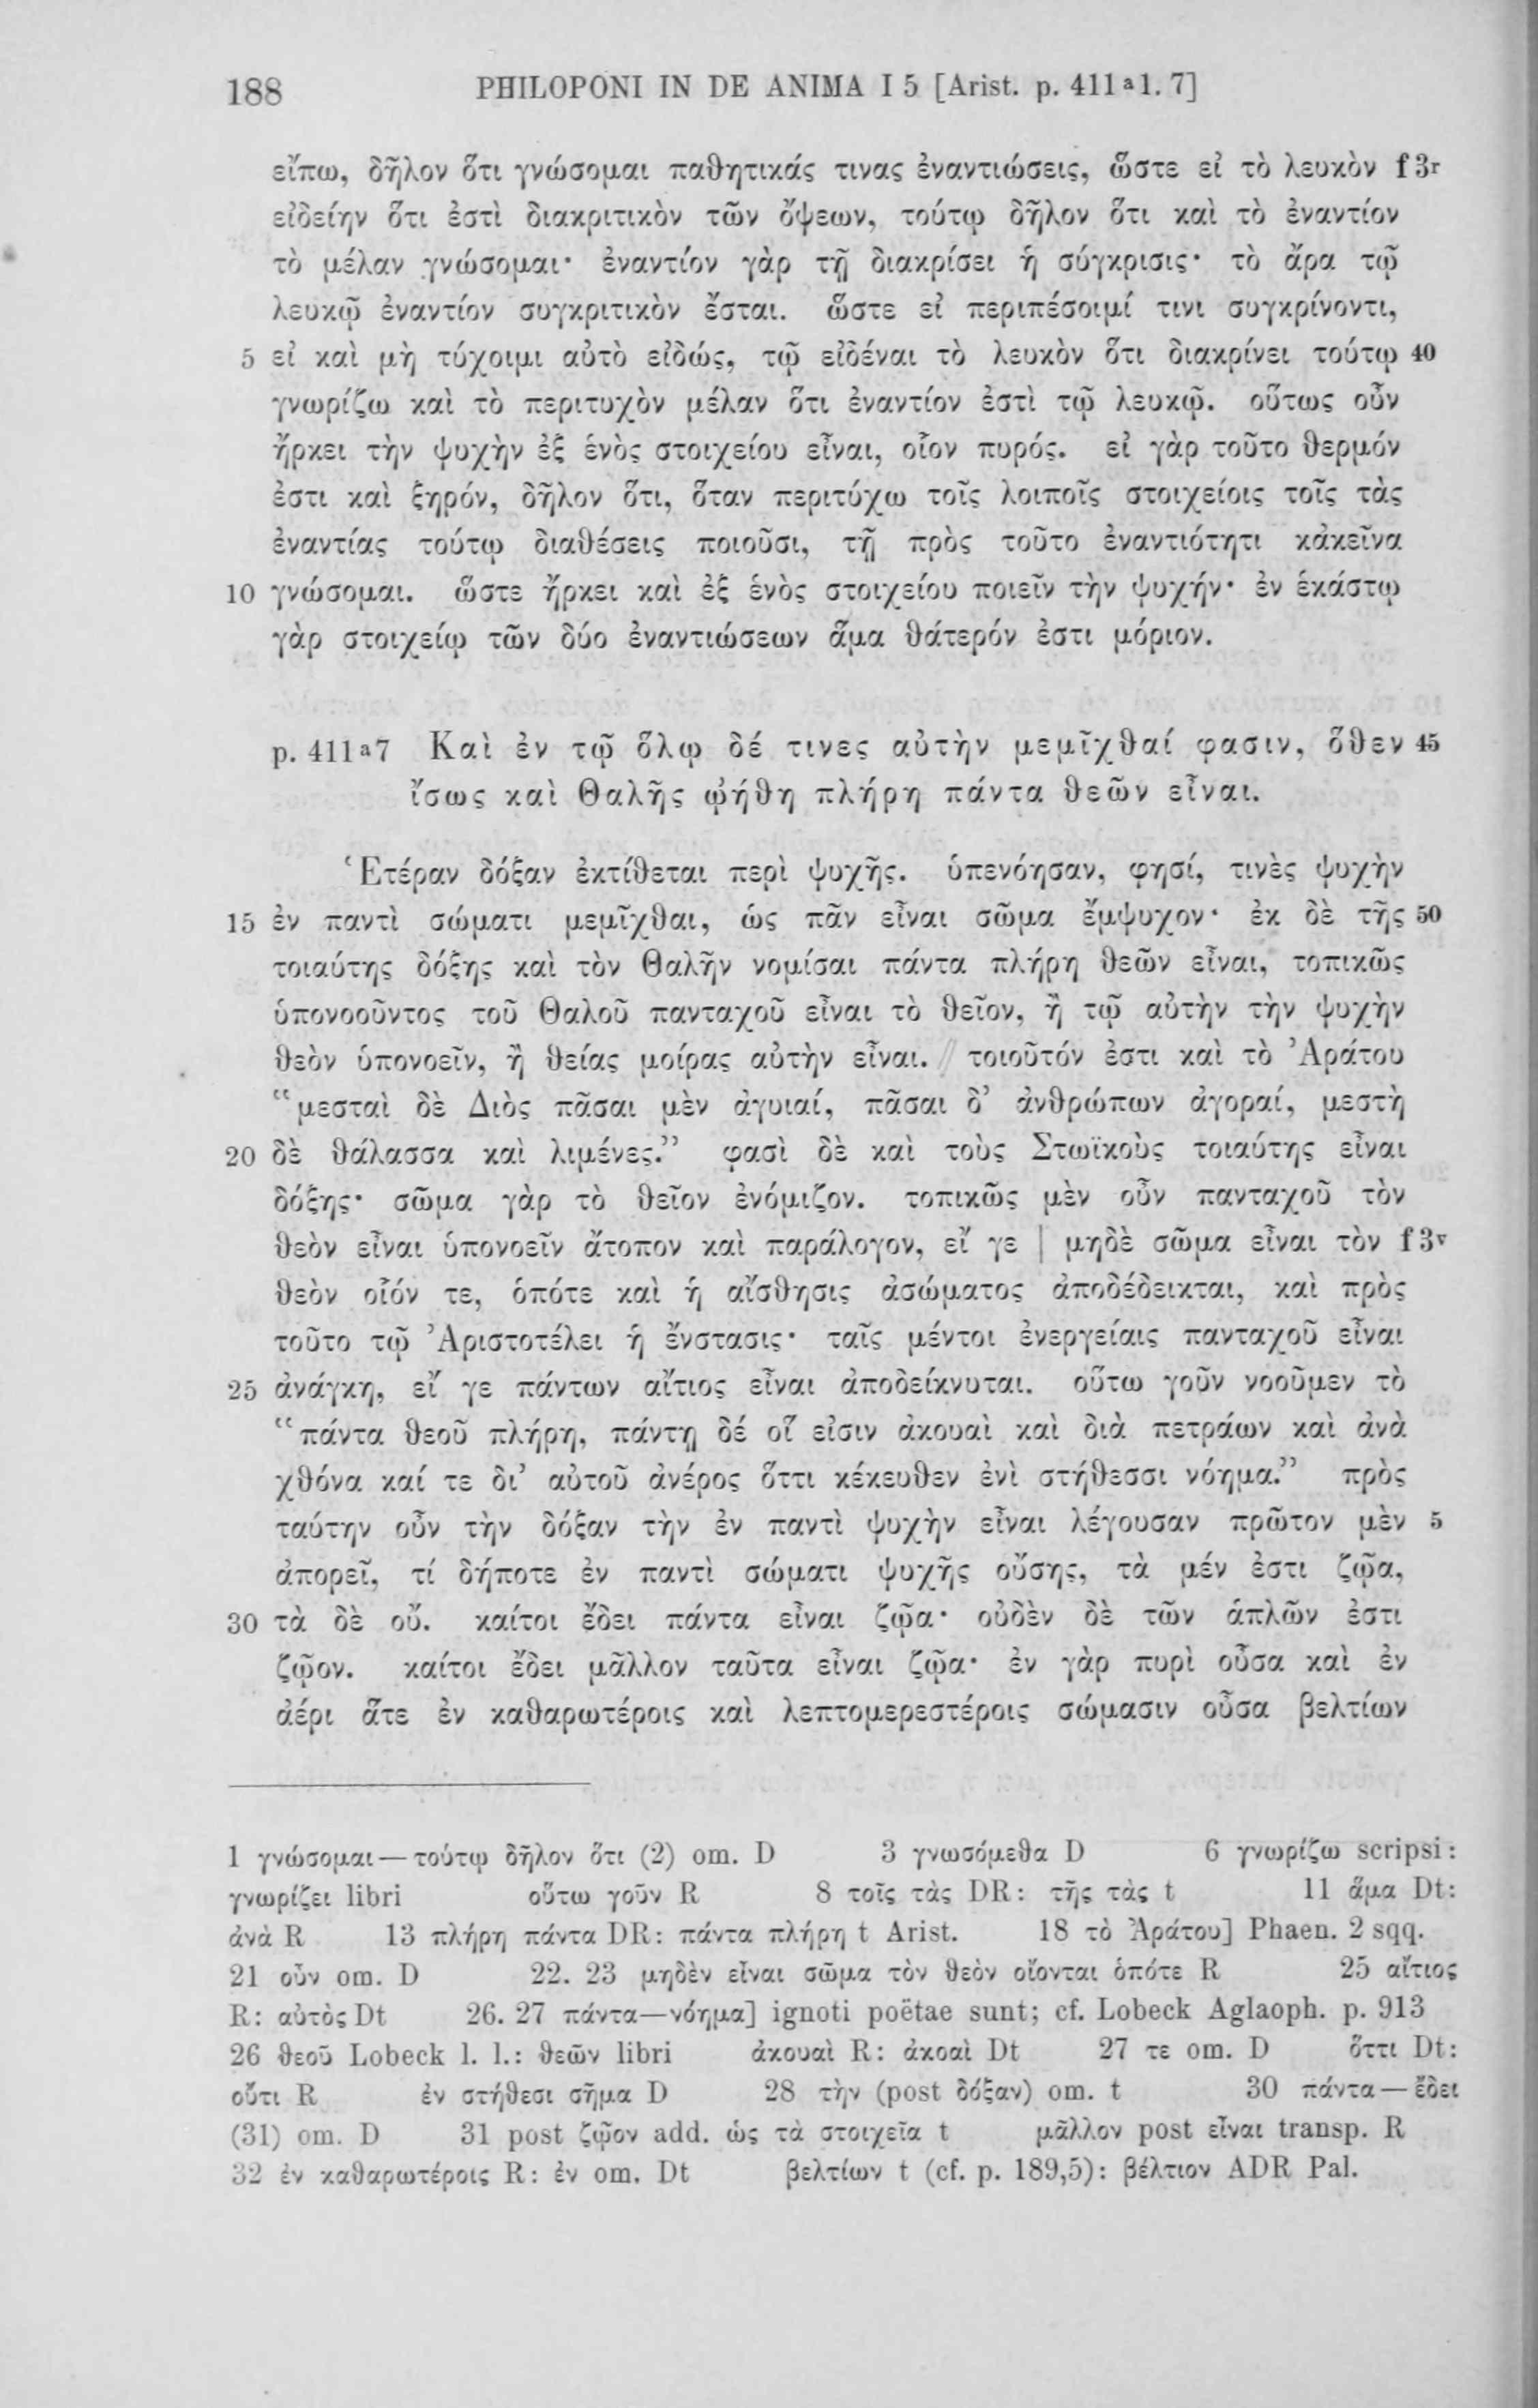 188 PHILOPONI IN DE ANIMA I 5 [Arist. p. 411 a 1. 7]
εἴπω, δῆλον ὅτι γνώσομαι παθητικάς τινας ἐναντιώσεις, ὥστε εἰ τὸ λευκὸν f 3r
εἰδείην ὅτι ἐστὶ διακριτικὸν τῶν ὄψεων, τούτῳ δῆλον ὅτι καὶ τὸ ἐναντίον
τὸ μέλαν γνώσομαι· ἐναντίον γὰρ τῇ διακρίσει ἡ σύγκρισις· τὸ ἄρα τῷ
λευκῷ ἐναντίον συγκριτικὸν ἔσται. ὥστε εἰ περιπέσοιμί τινι συγκρίνοντι,
5 εἰ καὶ μὴ τύχοιμι αὐτὸ εἰδώς, τῷ εἰδέναι τὸ λευκὸν ὅτι διακρίνει τούτῳ 40
γνωρίζω καὶ τὸ περιτυχὸν μέλαν ὅτι ἐναντίον ἐστὶ τῷ λευκῷ. οὕτως οὖν
ἤρκει τὴν ψυχὴν ἐξ ἑνὸς στοιχείου εἶναι, οἷον πυρός. εἰ γὰρ τοῦτο θερμόν
ἐστι καὶ ξηρόν, δῆλον ὅτι, ὅταν περιτύχω τοῖς λοιποῖς στοιχείοις τοῖς τὰς
ἐναντίας τούτῳ διαθέσεις ποιοῦσι, τῇ πρὸς τοῦτο ἐναντιότητι κἀκεῖνα
10 γνώσομαι. ὥστε ἤρκει καὶ ἐξ ἑνὸς στοιχείου ποιεῖν τὴν ψυχήν· ἐν ἑκάστῳ
γὰρ στοιχείῳ τῶν δύο ἐναντιώσεων ἅμα θάτερόν ἐστι μόριον.
p. 411 a 7 Καὶ ἐν τῷ ὅλῳ δέ τινες αὐτὴν μεμῖχθαί φασιν, ὅθεν 45
ἴσως καὶ Θαλῆς ᾠήθη πλήρη πάντα θεῶν εἶναι.
Ἑτέραν δόξαν ἐκτίθεται περὶ ψυχῆς. ὑπενόησαν, φησί, τινὲς ψυχὴν
15 ἐν παντὶ σώματι μεμῖχθαι, ὡς πᾶν εἶναι σῶμα ἔμψυχον· ἐκ δὲ τῆς 50
τοιαύτης δόξης καὶ τὸν Θαλῆν νομίσαι πάντα πλήρη θεῶν εἶναι, τοπικῶς
ὑπονοοῦντος τοῦ Θαλοῦ πανταχοῦ εἶναι τὸ θεῖον, ἢ τῷ αὐτὴν τὴν ψυχὴν
θεὸν ὑπονοεῖν, ἢ θείας μοίρας αὐτὴν εἶναι. // τοιοῦτόν ἐστι καὶ τὸ Ἀράτου
“μεσταὶ δὲ Διὸς πᾶσαι μὲν ἀγυιαί, πᾶσαι δ’ ἀνθρώπων ἀγοραί, μεστὴ
20 δὲ θάλασσα καὶ λιμένες.” φασὶ δὲ καὶ τοὺς Στωϊκοὺς τοιαύτης εἶναι
δόξης· σῶμα γὰρ τὸ θεῖον ἐνόμιζον. τοπικῶς μὲν οὖν πανταχοῦ τὸν
θεὸν εἶναι ὑπονοεῖν ἄτοπον καὶ παράλογον, εἴ γε | μηδὲ σῶμα εἶναι τὸν f 3v
θεὸν οἷόν τε, ὁπότε καὶ ἡ αἴσθησις ἀσώματος ἀποδέδεικται, καὶ πρὸς
τοῦτο τῷ Ἀριστοτέλει ἡ ἔνστασις· ταῖς μέντοι ἐνεργείαις πανταχοῦ εἶναι
25 ἀνάγκη, εἴ γε πάντων αἴτιος εἶναι ἀποδείκνυται. οὕτω γοῦν νοοῦμεν τὸ
“πάντα θεοῦ πλήρη, πάντῃ δέ οἵ εἰσιν ἀκουαὶ καὶ διὰ πετράων καὶ ἀνὰ
χθόνα καί τε δι’ αὐτοῦ ἀνέρος ὅττι κέκευθεν ἐνὶ στήθεσσι νόημα.” πρὸς
ταύτην οὖν τὴν δόξαν τὴν ἐν παντὶ ψυχὴν εἶναι λέγουσαν πρῶτον μὲν 5
ἀπορεῖ, τί δήποτε ἐν παντὶ σώματι ψυχῆς οὔσης, τὰ μέν ἐστι ζῷα,
30 τὰ δὲ οὔ. καίτοι ἔδει πάντα εἶναι ζῷα· οὐδὲν δὲ τῶν ἁπλῶν ἐστι
ζῷον. καίτοι ἔδει μᾶλλον ταῦτα εἶναι ζῷα· ἐν γὰρ πυρὶ οὖσα καὶ ἐν
ἀέρι ἅτε ἐν καθαρωτέροις καὶ λεπτομερεστέροις σώμασιν οὖσα βελτίων
1 γνώσομαι—τούτῳ δῆλον ὅτι (2) om. D 3 γνωσόμεθα D 6 γνωρίζω scripsi:
γνωρίζει libri οὕτω γοῦν R 8 τοῖς τὰς DR: τῆς τὰς t 11 ἅμα Dt:
ἀνὰ R 13 πλήρη πάντα DR: πάντα πλήρη t Arist. 18 τὸ Ἀράτου] Phaen. 2 sqq.
21 οὖν om. D 22. 23 μηδὲν εἶναι σῶμα τὸν θεὸν οἴονται ὁπότε R 25 αἴτιος
R: αὐτὸς Dt 26. 27 πάντα—νόημα] ignoti poëtae sunt; cf. Lobeck Aglaoph. p. 913
26 θεοῦ Lobeck l. l.: θεῶν libri ἀκουαὶ R: ἀκοαὶ Dt 27 τε om. D ὅττι Dt:
οὔτι R ἐν στήθεσι σῆμα D 28 τὴν (post δόξαν) om. t 30 πάντα—ἔδει
(31) om. D 31 post ζῷον add. ὡς τὰ στοιχεῖα t μᾶλλον post εἶναι transp. R
32 ἐν καθαρωτέροις R: ἐν om. Dt βελτίων t (cf. p. 189,5): βέλτιον ADR Pal.